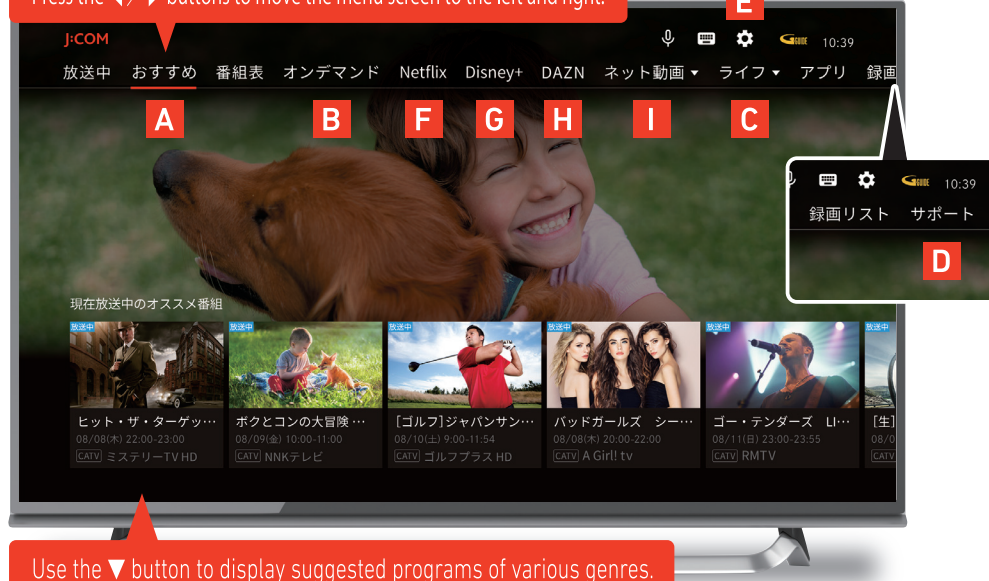 Press the ◀/▶ buttons to move the menu screen to the left and right.
E
J:COM
G GUIDE 10:39
放送中 おすすめ 番組表 オンデマンド Netflix Disney+ DAZN ネット動画▼ ライフ▼ アプリ 録画
A B F G H I C
G GUIDE 10:39
録画リスト サポート
D
現在放送中のオススメ番組
放送中 放送中 放送中 放送中 放送中 放送中
ヒット・ザ・ターゲッ… ボクとコンの大冒険 … [ゴルフ]ジャパンサン… バッドガールズ シー… ゴー・テンダーズ LI… [生]
08/08(木) 22:00-23:00 08/09(金) 10:00-11:00 08/10(土) 9:00-11:54 08/08(木) 20:00-22:00 08/11(日) 23:00-23:55 08/0
CATV ミステリーTV HD CATV NNKテレビ CATV ゴルフプラス HD CATV A Girl! tv CATV RMTV CATV
Use the ▼ button to display suggested programs of various genres.